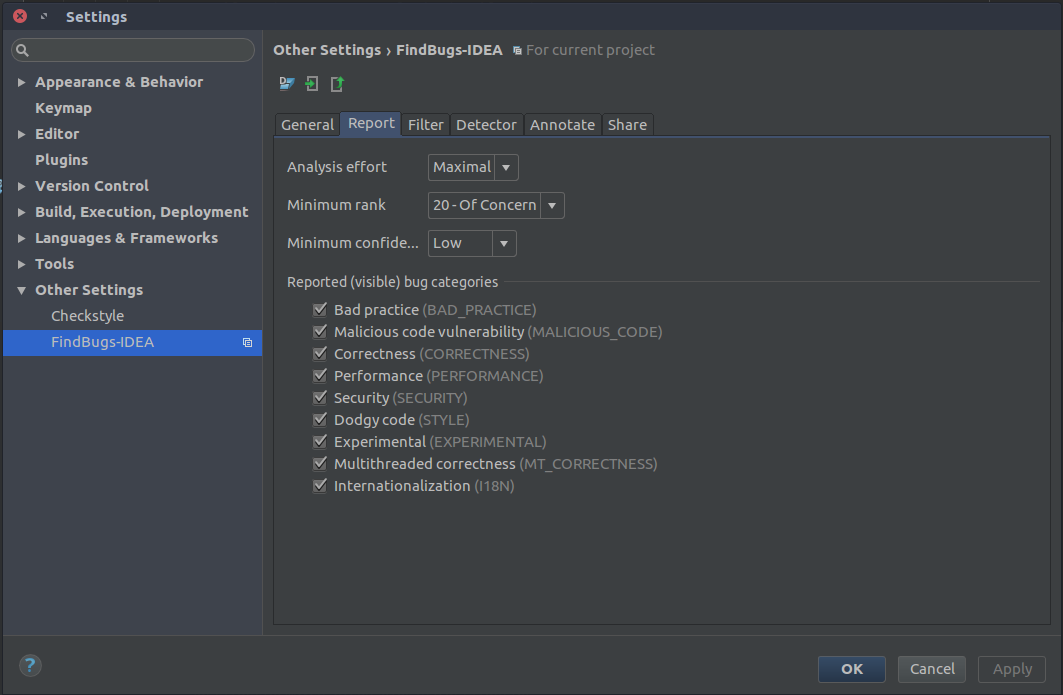 Settings
Appearance & Behavior
Keymap
Editor
Plugins
Version Control
Build, Execution, Deployment
Languages & Frameworks
Tools
Other Settings
Checkstyle
FindBugs-IDEA
Other Settings › FindBugs-IDEA For current project
General Report Filter Detector Annotate Share
Analysis effort Maximal
Minimum rank 20 - Of Concern
Minimum confide... Low
Reported (visible) bug categories
Bad practice (BAD_PRACTICE)
Malicious code vulnerability (MALICIOUS_CODE)
Correctness (CORRECTNESS)
Performance (PERFORMANCE)
Security (SECURITY)
Dodgy code (STYLE)
Experimental (EXPERIMENTAL)
Multithreaded correctness (MT_CORRECTNESS)
Internationalization (I18N)
?
OK Cancel Apply